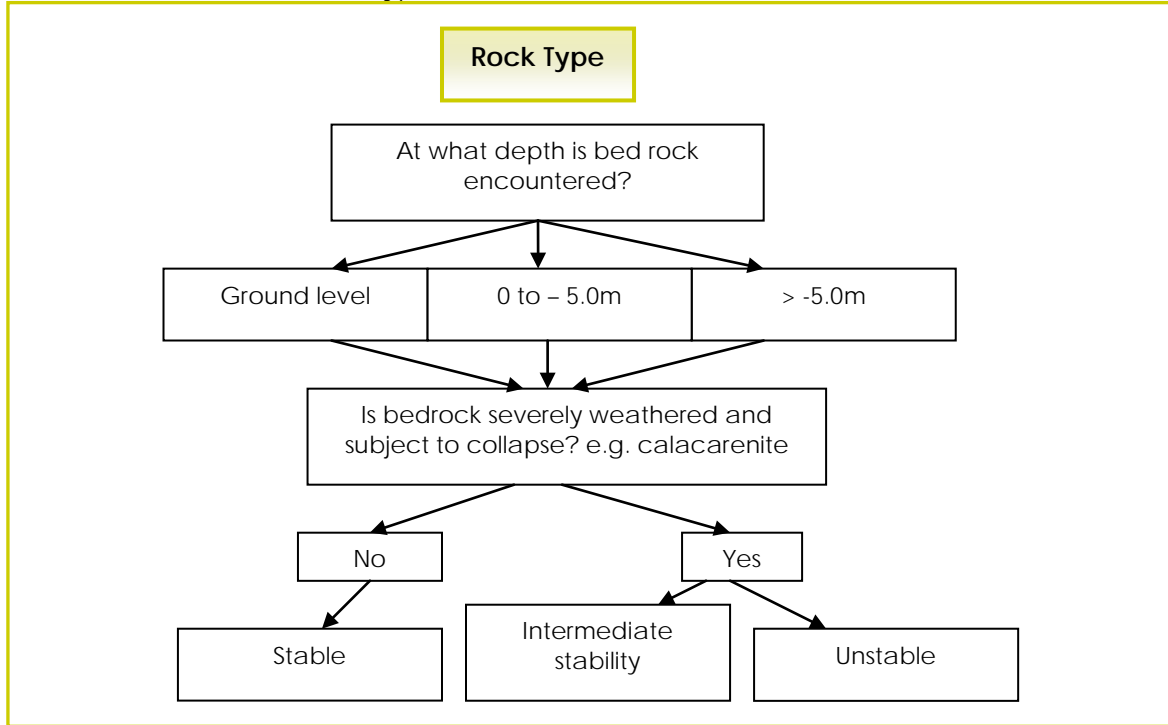 Rock Type
At what depth is bed rock
encountered?
Ground level
0 to – 5.0m
> -5.0m
Is bedrock severely weathered and
subject to collapse? e.g. calacarenite
No
Yes
Stable
Intermediate
stability
Unstable